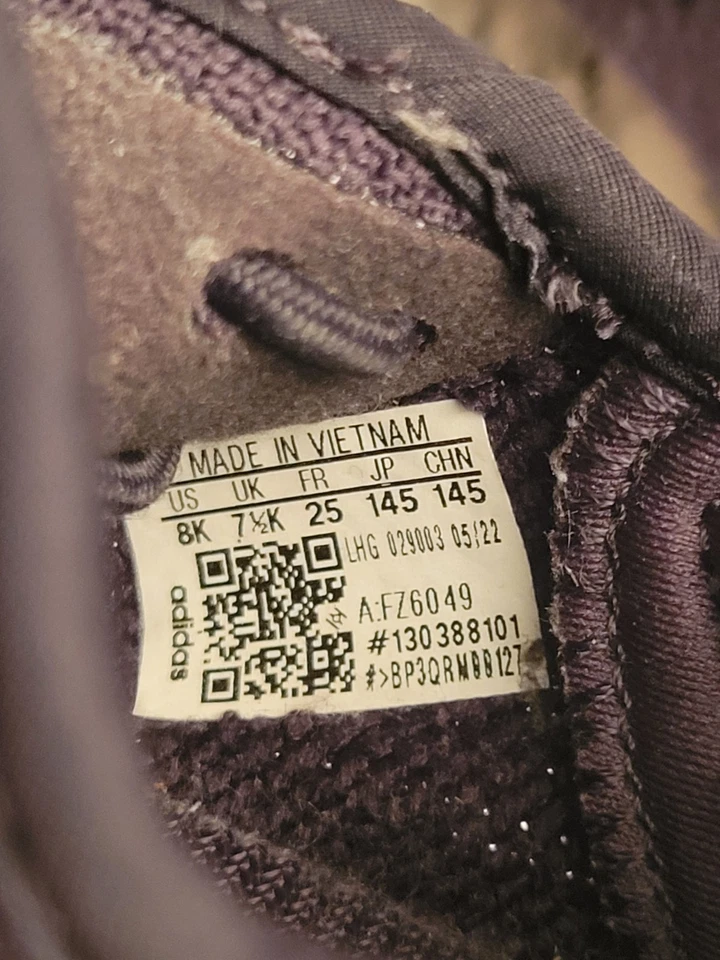 MADE IN VIETNAM
US UK FR JP CHN
8K 7½K 25 145 145
LHG 029003 05/22
adidas
A:FZ6049
#130388101